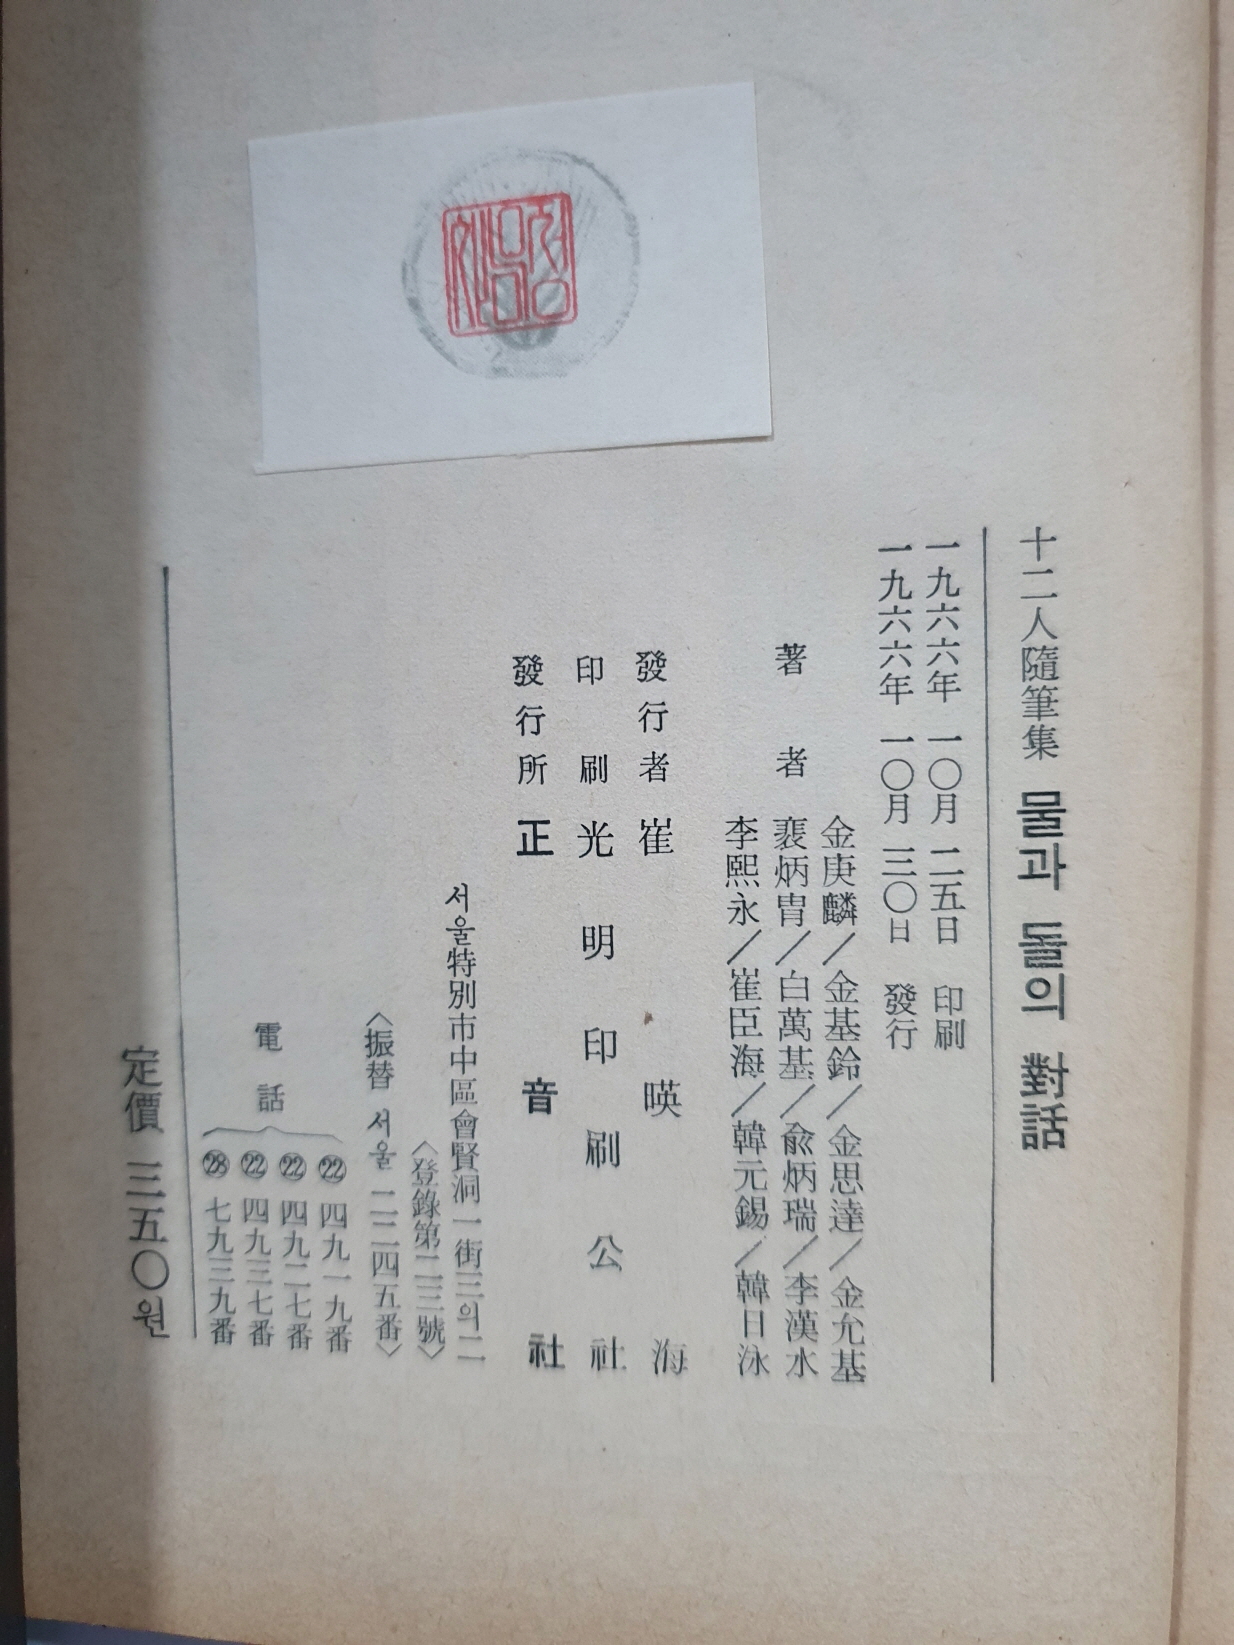 十二人隨筆集 물과 돌의 對話
一九六六年 一〇月 二五日 印刷
一九六六年 一〇月 三〇日 發行
著者
金庚麟／金基鈴／金思達／金允基
裵炳胄／白萬基／兪炳瑞／李漢水
李熙永／崔臣海／韓元錫／韓日泳
發行者 崔暎海
印刷 光明印刷公社
發行所 正音社
서울特別市中區會賢洞一街三의二
〈登錄第二三號〉
〈振替 서울 二二四五番〉
電話
㉒ 四九一九番
㉒ 四九二七番
㉒ 四九三七番
㉘ 七九三九番
定價 三五〇원
정음사